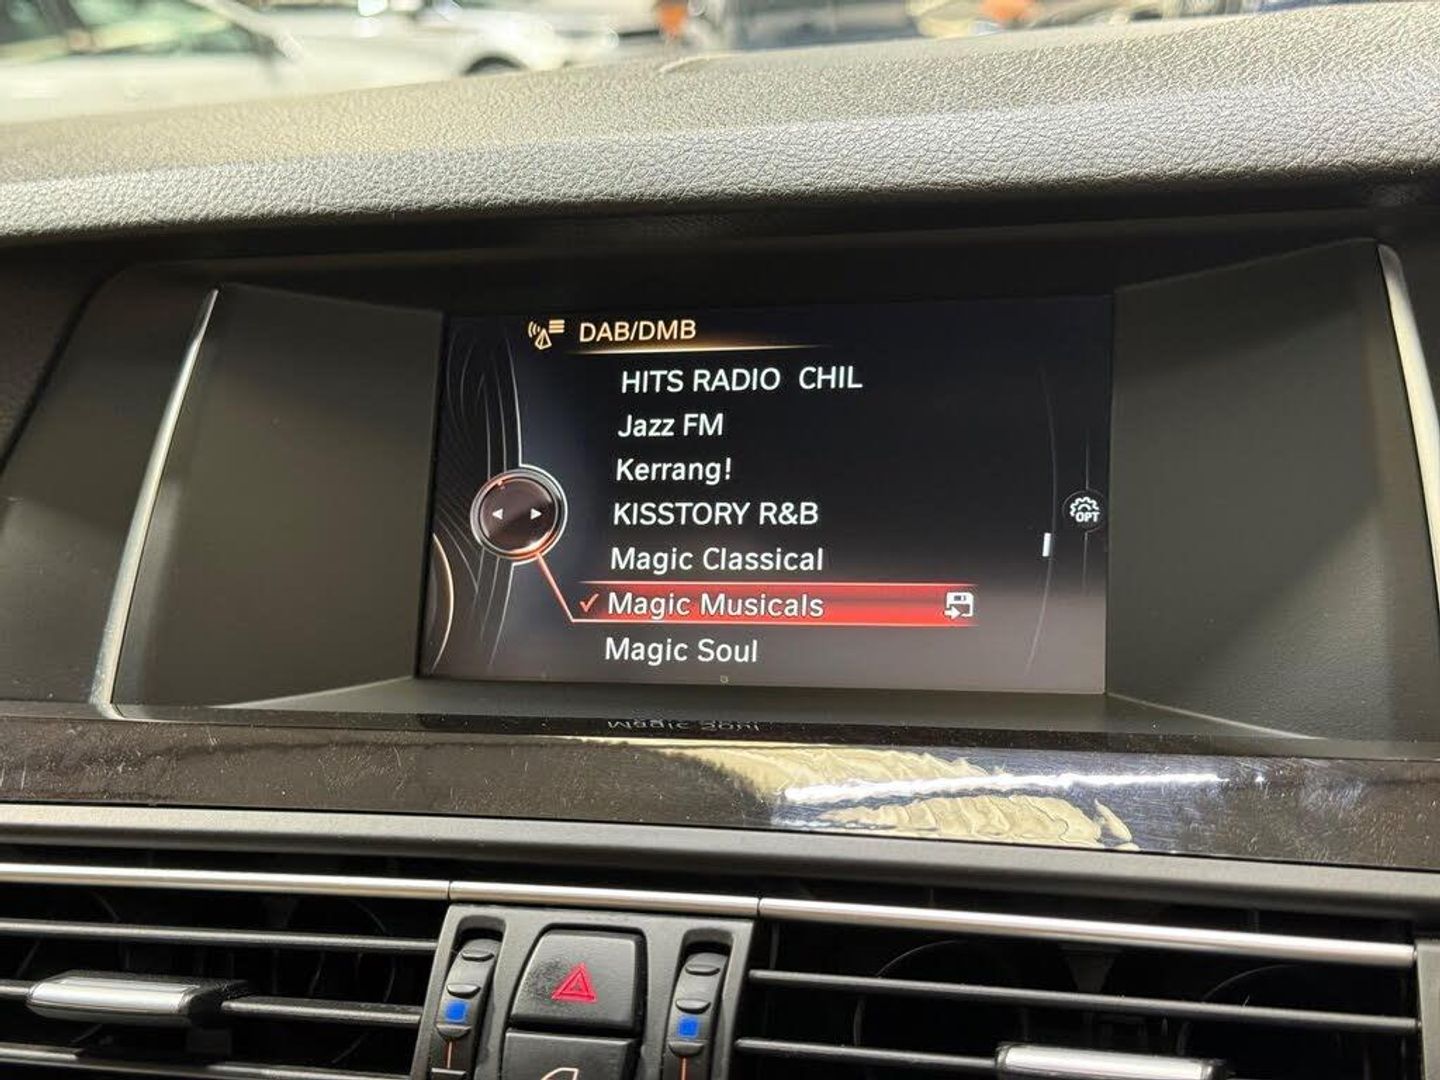 DAB/DMB
HITS RADIO  CHIL
Jazz FM
Kerrang!
KISSTORY R&B
OPT
Magic Classical
Magic Musicals
Magic Soul